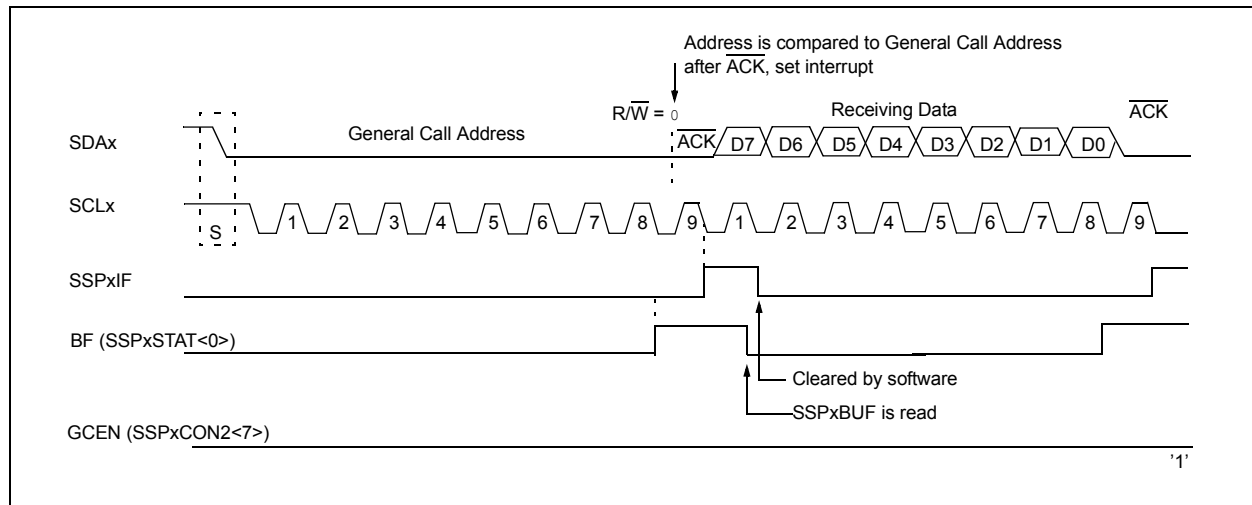 Address is compared to General Call Address
after ACK, set interrupt
R/W = 0
General Call Address
Receiving Data
ACK
SDAx
ACK D7 D6 D5 D4 D3 D2 D1 D0
SCLx
S 1 2 3 4 5 6 7 8 9 1 2 3 4 5 6 7 8 9
SSPxIF
BF (SSPxSTAT<0>)
Cleared by software
SSPxBUF is read
GCEN (SSPxCON2<7>)
'1'